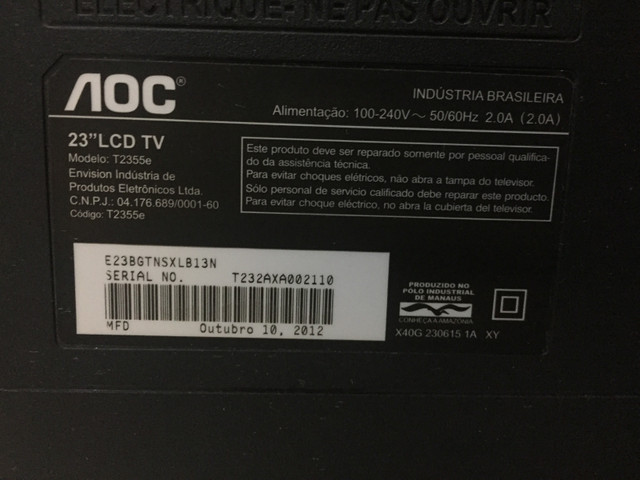 ÉLECTRIQUE- NE PAS OUVRIR
AOC®
INDÚSTRIA BRASILEIRA
Alimentação: 100-240V～ 50/60Hz 2.0A (2.0A)
23”LCD TV
Modelo: T2355e
Envision Indústria de
Produtos Eletrônicos Ltda.
C.N.P.J.: 04.176.689/0001-60
Código: T2355e
Este produto deve ser reparado somente por pessoal qualifica-
do da assistência técnica.
Para evitar choques elétricos, não abra a tampa do televisor.
Sólo personal de servicio calificado debe reparar este producto.
Para evitar choque eléctrico, no abra la cubierta del televisor.
E23BGTNSXLB13N
SERIAL NO. T232AXA002110
MFD Outubro 10, 2012
PRODUZIDO NO
PÓLO INDUSTRIAL
DE MANAUS
CONHEÇA A AMAZÔNIA
X40G 230615 1A XY